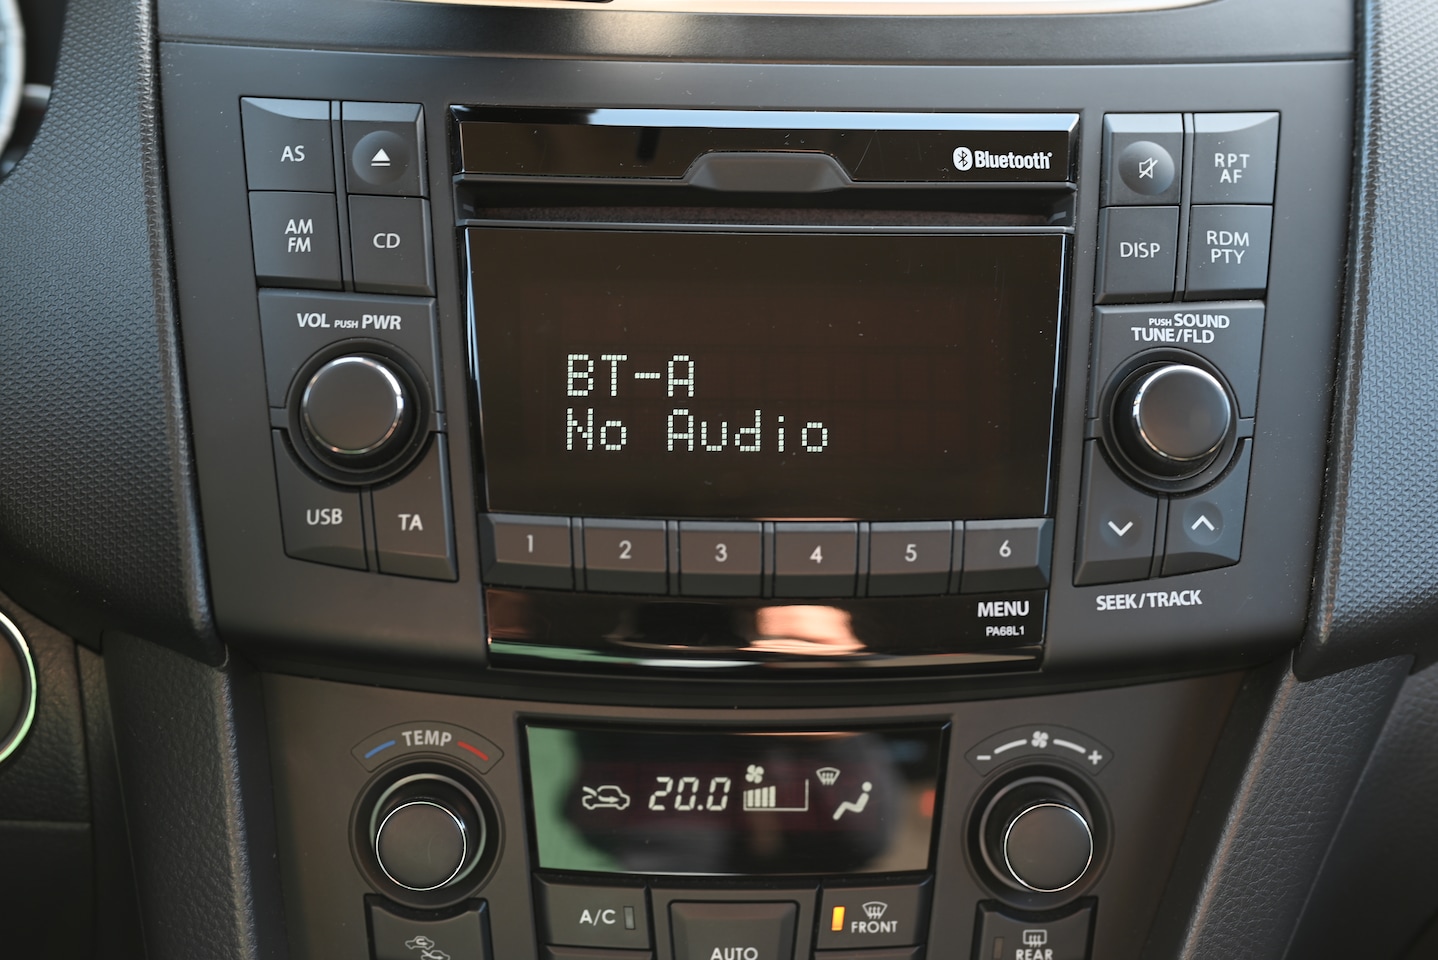 AS
Bluetooth
RPT
AF
AM
FM
CD
DISP
RDM
PTY
VOL PUSH PWR
PUSH SOUND
TUNE/FLD
BT-A
No Audio
USB
TA
1
2
3
4
5
6
MENU
PA68L1
SEEK/TRACK
TEMP
20.0
A/C
AUTO
FRONT
REAR